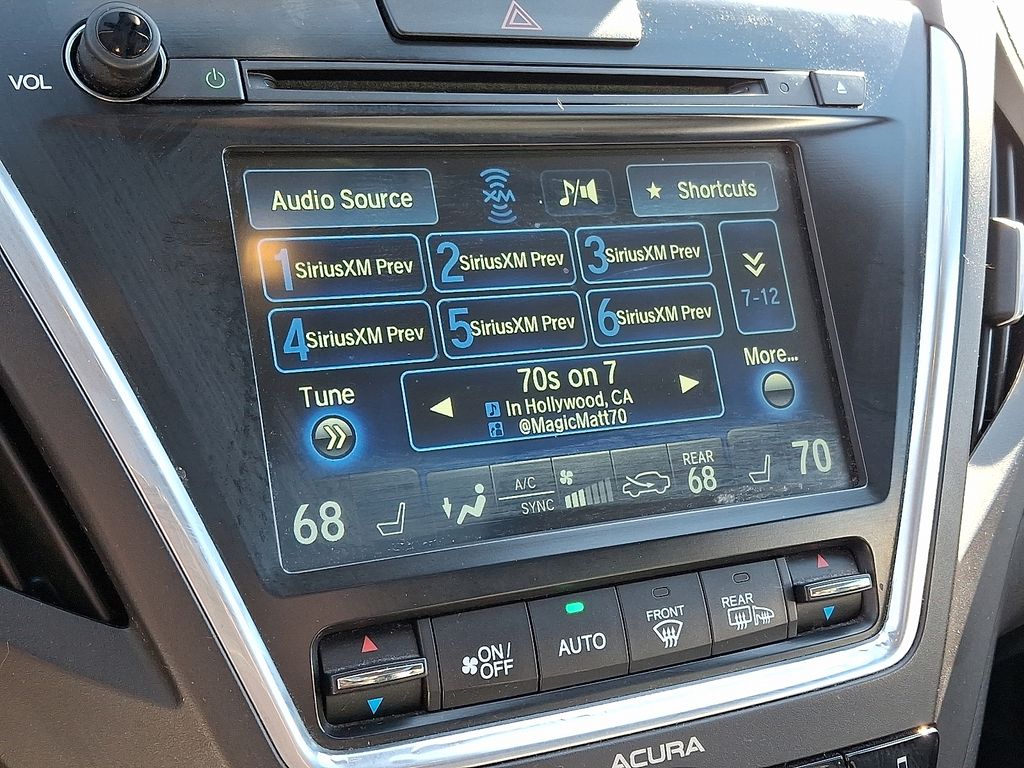 VOL
Audio Source
XM
Shortcuts
1 SiriusXM Prev
2 SiriusXM Prev
3 SiriusXM Prev
7-12
4 SiriusXM Prev
5 SiriusXM Prev
6 SiriusXM Prev
Tune
70s on 7
In Hollywood, CA
@MagicMatt70
More...
68
A/C
SYNC
REAR
68
70
ON/
OFF
AUTO
FRONT
REAR
ACURA